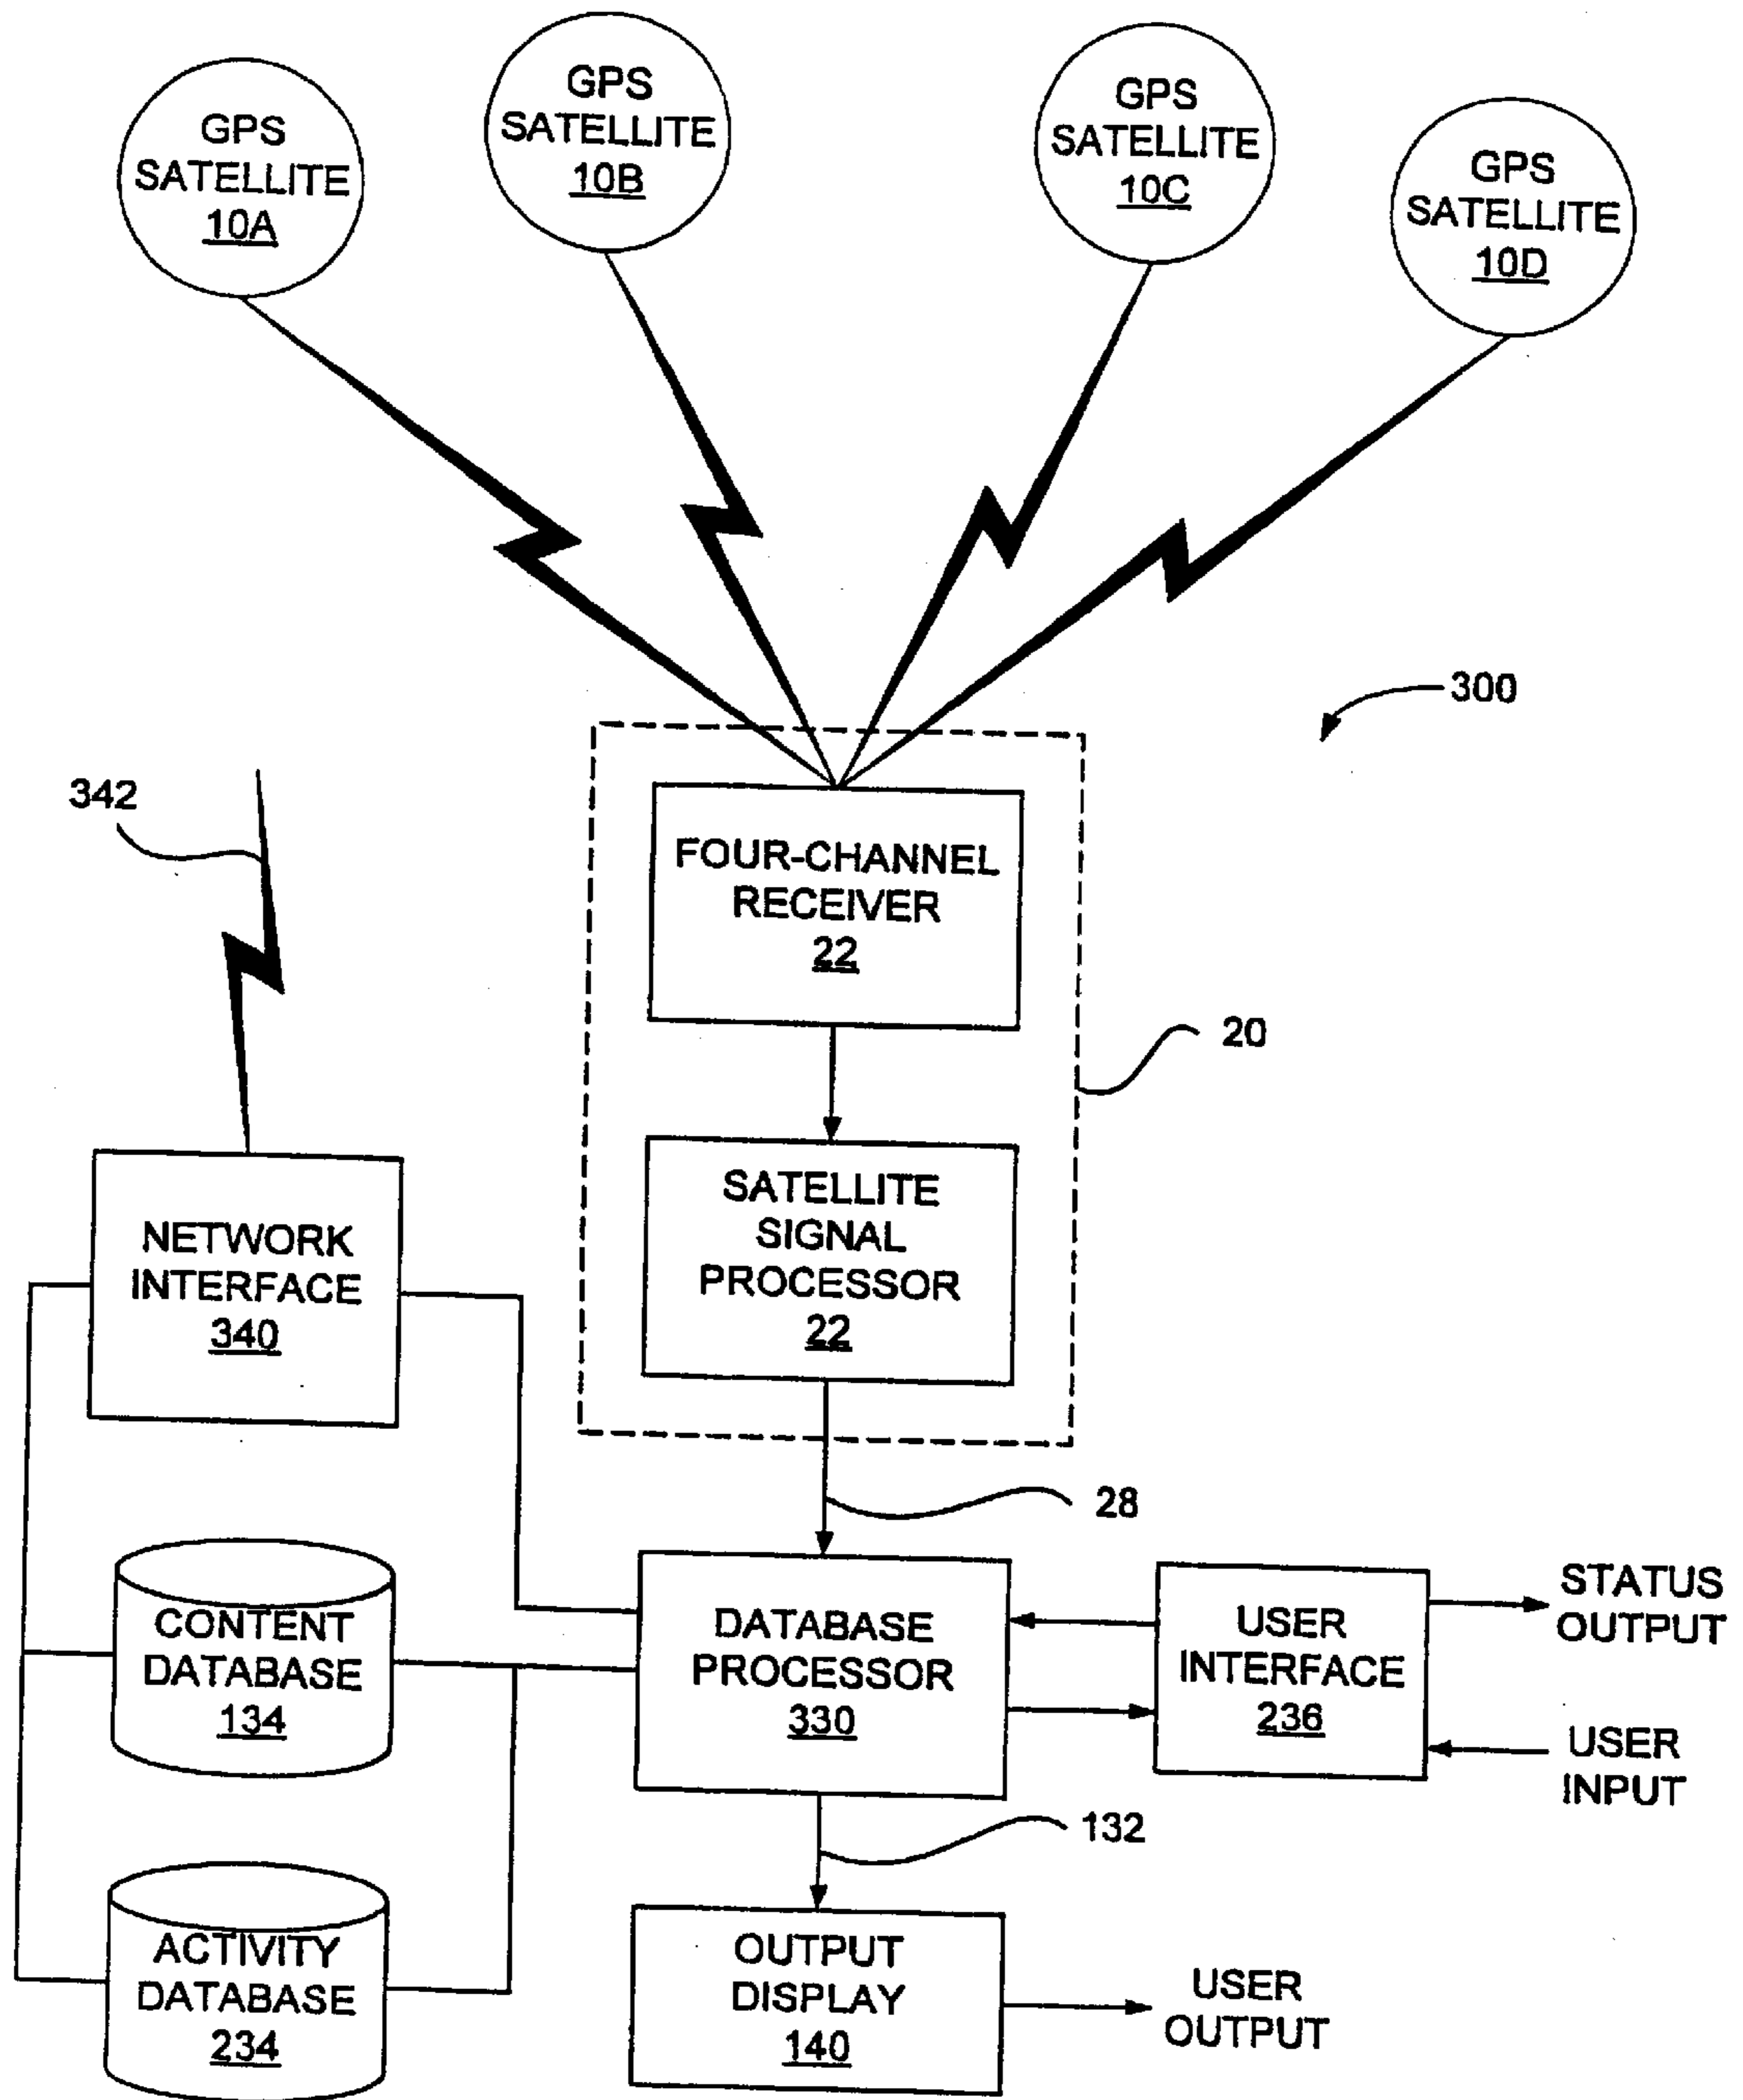 GPS
SATELLITE
10A
GPS
SATELLITE
10B
GPS
SATELLITE
10C
GPS
SATELLITE
10D
300
342
FOUR-CHANNEL
RECEIVER
22
20
SATELLITE
SIGNAL
PROCESSOR
22
NETWORK
INTERFACE
340
28
CONTENT
DATABASE
134
DATABASE
PROCESSOR
330
USER
INTERFACE
236
STATUS
OUTPUT
USER
INPUT
132
ACTIVITY
DATABASE
234
OUTPUT
DISPLAY
140
USER
OUTPUT